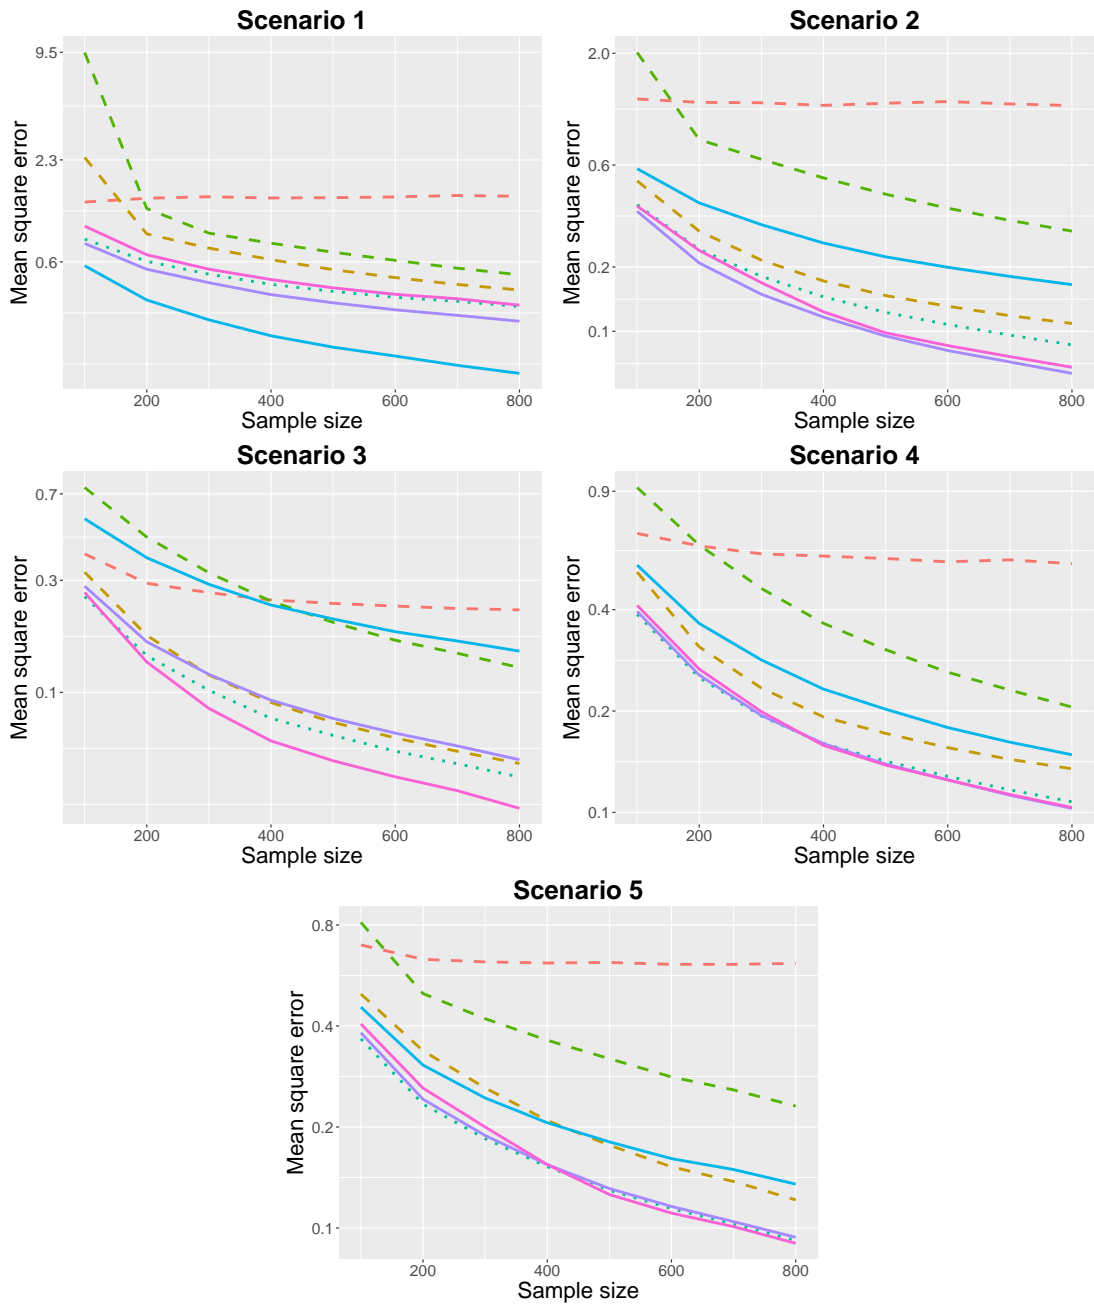 Scenario 1
Mean square error
9.5
2.3
0.6
200
400
600
800
Sample size
Scenario 2
Mean square error
2.0
0.6
0.2
0.1
200
400
600
800
Sample size
Scenario 3
Mean square error
0.7
0.3
0.1
200
400
600
800
Sample size
Scenario 4
Mean square error
0.9
0.4
0.2
0.1
200
400
600
800
Sample size
Scenario 5
Mean square error
0.8
0.4
0.2
0.1
200
400
600
800
Sample size